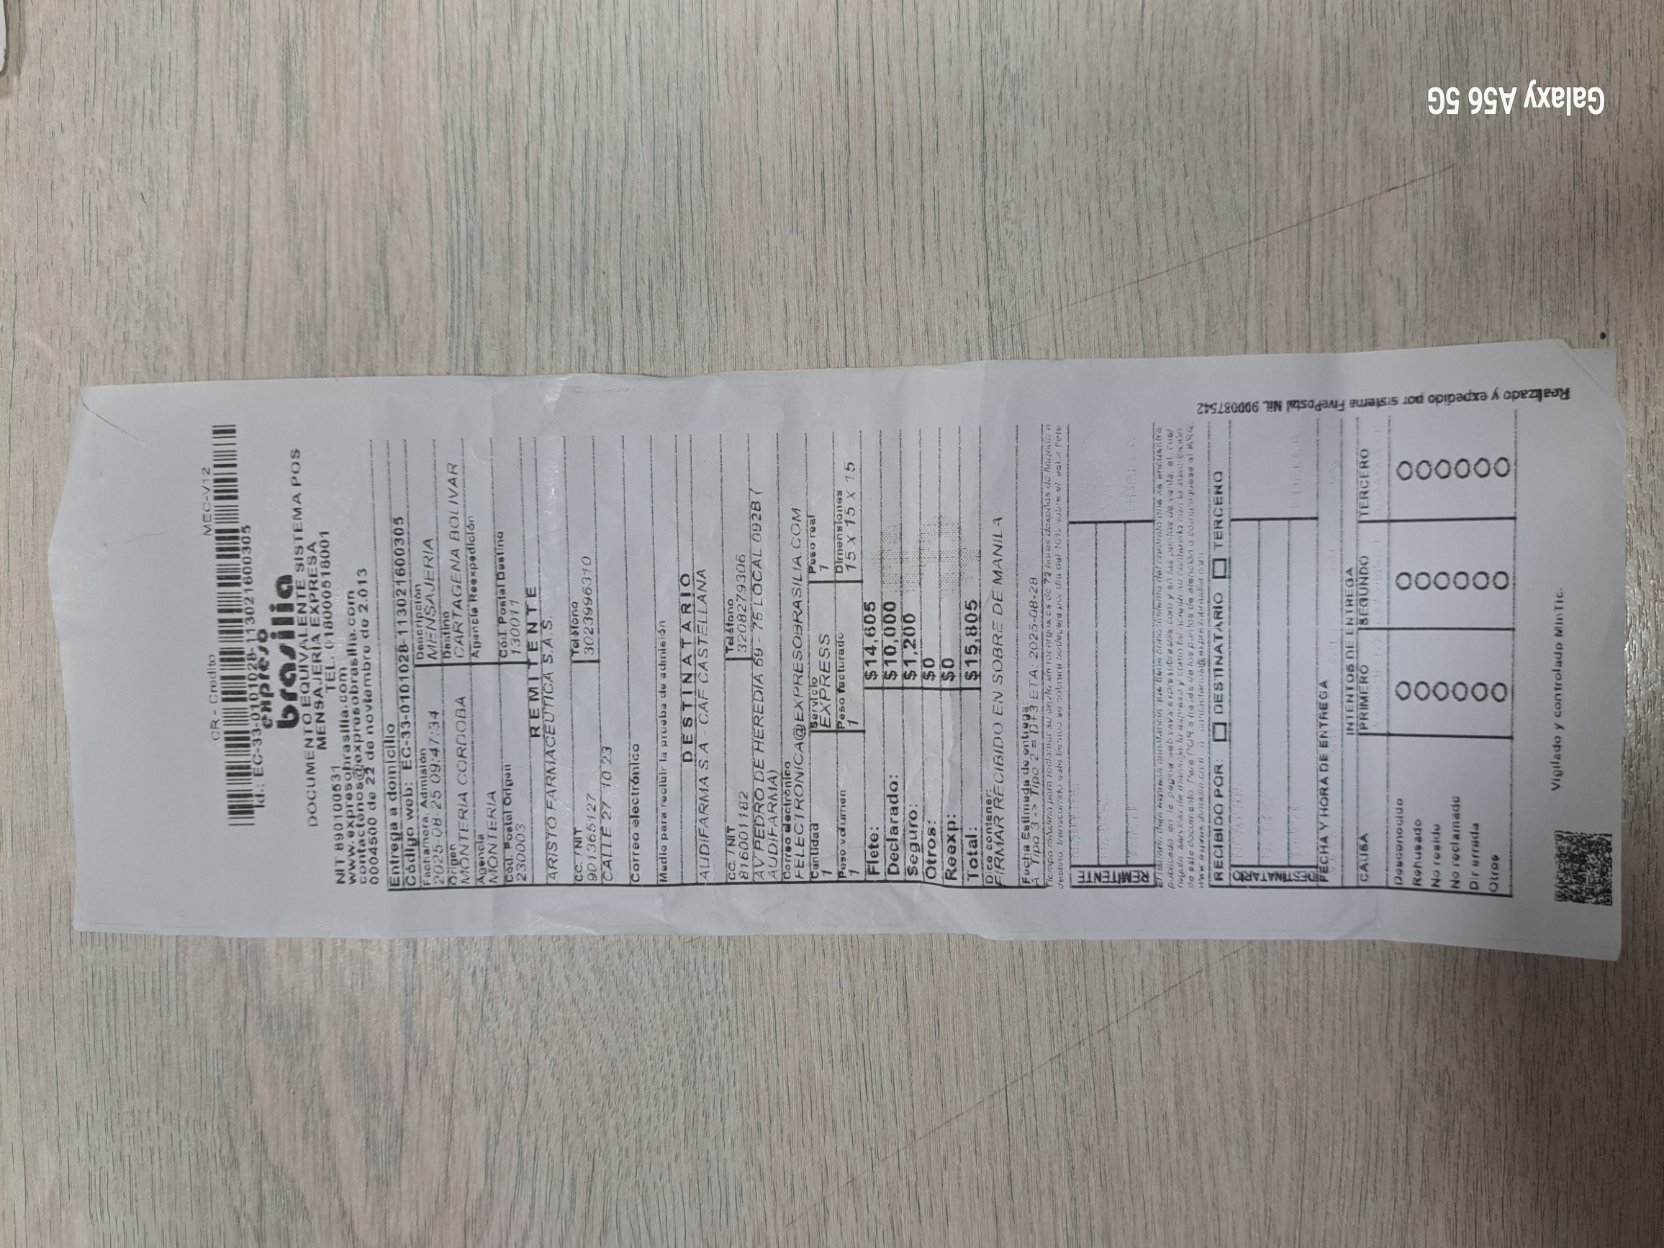 CR - Credito MEC-V12
Id.: EC-33-0101028-113021600305
expreso
brasilia
DOCUMENTO EQUIVALENTE SISTEMA POS
MENSAJERIA EXPRESA
NIT 890100531 TEL. 018000518001
www.expresobrasilia.com
contactenos@expresobrasilia.com
0004500 de 22 de noviembre de 2.013
Entrega a domicilio
Código web: EC-33-0101028-113021600305
Fecha/hora. Admisión Descripción
2025-08-25 09:47:34 MENSAJERIA
Origen Destino
MONTERIA CORDOBA CARTAGENA BOLIVAR
Agencia Agencia Reexpedición
MONTERIA
Cód. Postal Origen Cód. Postal Destino
230003 130011
REMITENTE
ARISTO FARMACEUTICA S.A.S.
CC. / NIT Teléfono
901365127 3023996310
CALLE 27 10 23
Correo electrónico
Medio para recibir la prueba de admisión
DESTINATARIO
AUDIFARMA S.A - CAF CASTELLANA
CC. / NIT Teléfono
816001182 3208279306
AV PEDRO DE HEREDIA 69 - 75 LOCAL 092B (
AUDIFARMA)
Correo electrónico
FELECTRONICA@EXPRESOBRASILIA.COM
Cantidad Servicio Peso real
1 EXPRESS 1
Peso volumen Peso facturado Dimensiones
1 1 15 X 15 X 15
Flete: $14,605
Declarado: $10,000
Seguro: $1,200
Otros: $0
Reexp: $0
Total: $15,805
Dice contener:
FIRMAR RECIBIDO EN SOBRE DE MANILA
Fecha Estimada de entrega
ETA: 2025-08-28
REMITENTE
RECIBIDO POR: DESTINATARIO TERCERO
DESTINATARIO
FECHA Y HORA DE ENTREGA
INTENTOS DE ENTREGA
CAUSA PRIMERO SEGUNDO TERCERO
Desconocido
Rehusado
No reside
No reclamado
Dir errada
Otros
Vigilado y controlado MinTic.
Realizado y expedido por sistema FivePostal Nit. 900087542
Galaxy A56 5G